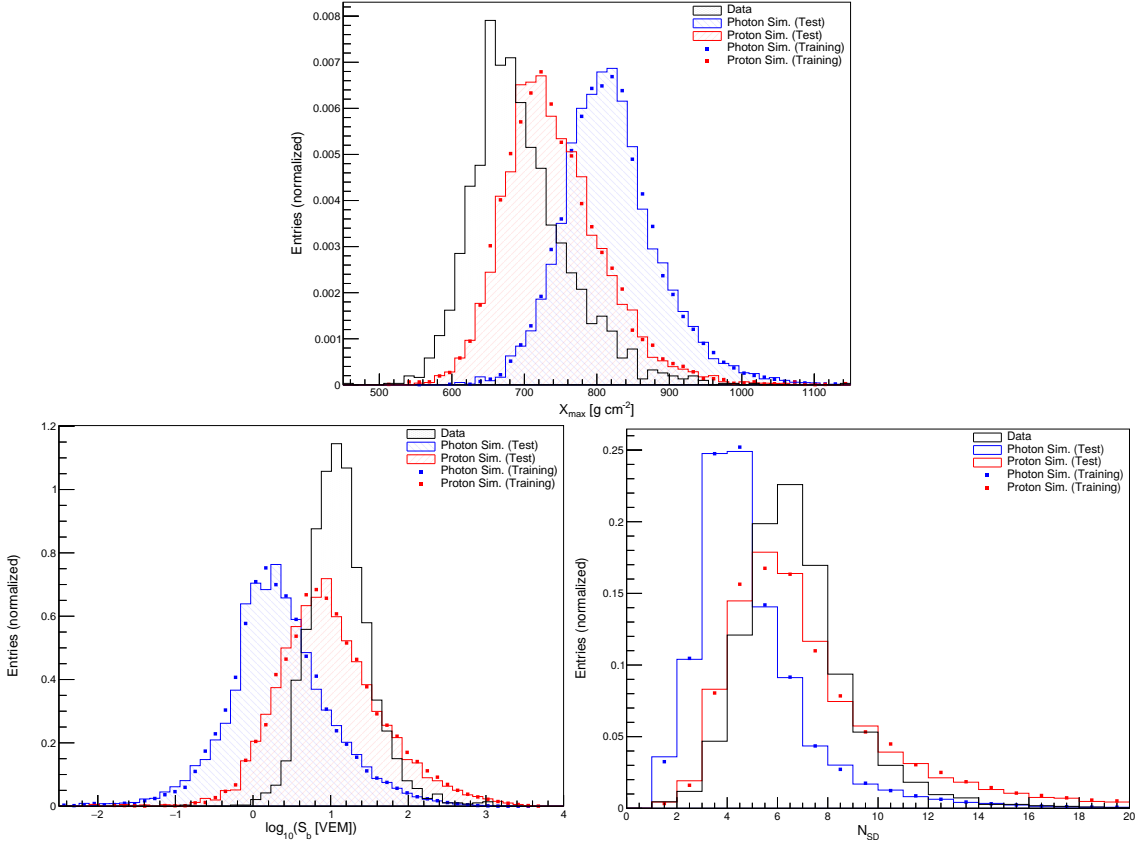 Data
Photon Sim. (Test)
Proton Sim. (Test)
Photon Sim. (Training)
Proton Sim. (Training)
Entries (normalized)
0.008
0.007
0.006
0.005
0.004
0.003
0.002
0.001
0
500 600 700 800 900 1000 1100
X_max [g cm⁻²]
Data
Photon Sim. (Test)
Proton Sim. (Test)
Photon Sim. (Training)
Proton Sim. (Training)
Entries (normalized)
1.2
1
0.8
0.6
0.4
0.2
0
−2 −1 0 1 2 3 4
log₁₀(S_b [VEM])
Data
Photon Sim. (Test)
Proton Sim. (Test)
Photon Sim. (Training)
Proton Sim. (Training)
Entries (normalized)
0.25
0.2
0.15
0.1
0.05
0
0 2 4 6 8 10 12 14 16 18 20
N_SD